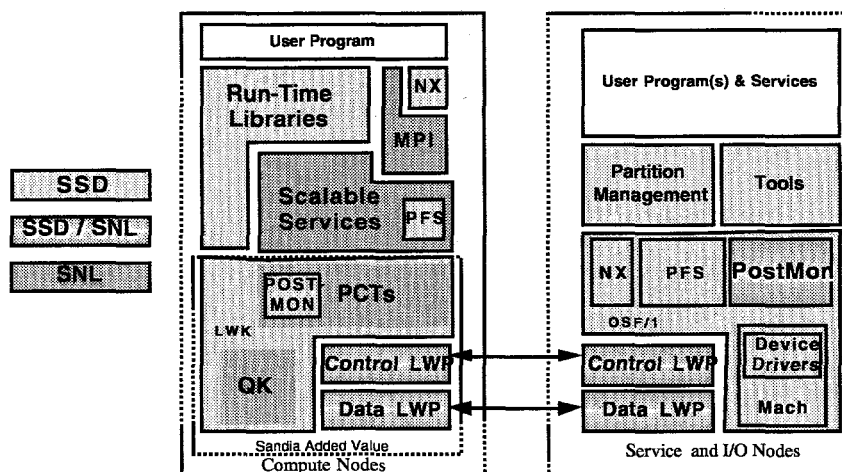 SSD
SSD / SNL
SNL
User Program
Run-Time
Libraries
NX
MPI
Scalable
Services
PFS
POST-
MON
PCTs
LWK
QK
Control LWP
Data LWP
Sandia Added Value
Compute Nodes
User Program(s) & Services
Partition
Management
Tools
NX
PFS
PostMon
OSF/1
Device
Drivers
Mach
Control LWP
Data LWP
Service and I/O Nodes